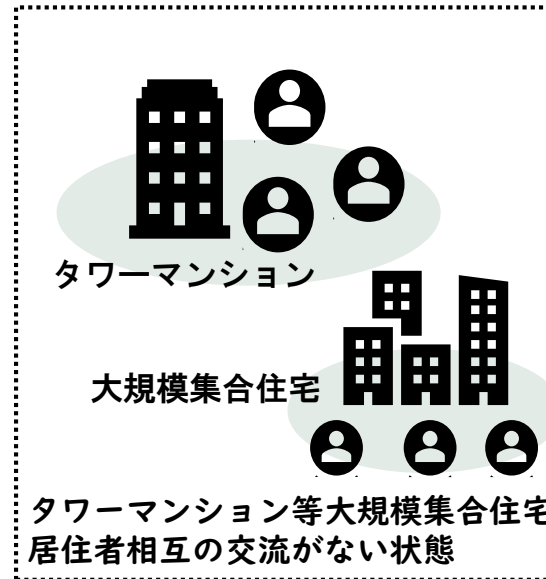 タワーマンション
大規模集合住宅
タワーマンション等大規模集合住宅
居住者相互の交流がない状態